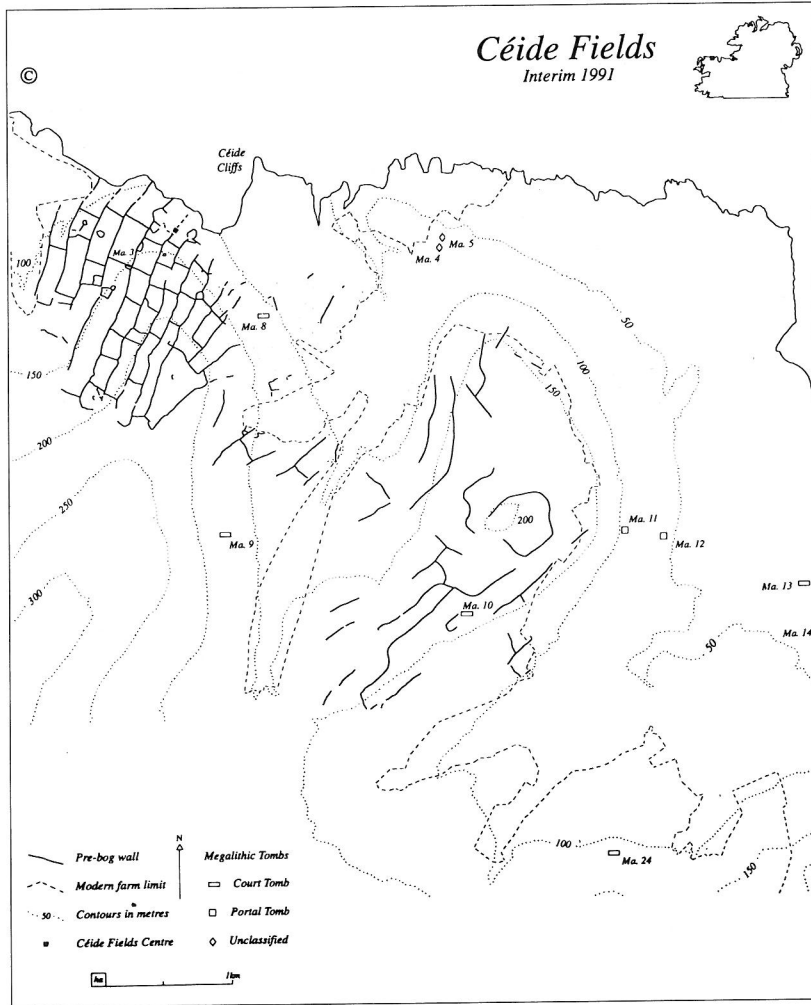 Céide Fields
Interim 1991
©
Céide
Cliffs
Ma. 5
Ma. 4
Ma. 3
100
Ma. 8
50
100
150
150
200
250
200
Ma. 11
Ma. 12
Ma. 9
Ma. 13
300
Ma. 10
Ma. 14
50
100
Ma. 24
150
N
Pre-bog wall
Modern farm limit
50
Contours in metres
Céide Fields Centre
Megalithic Tombs
Court Tomb
Portal Tomb
Unclassified
ha
1km